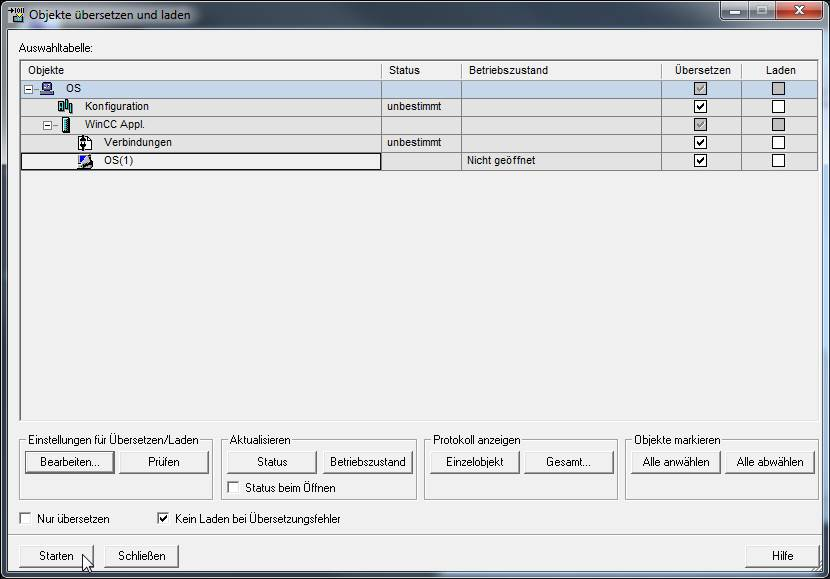 Objekte übersetzen und laden
Auswahltabelle:
Objekte Status Betriebszustand Übersetzen Laden
OS
Konfiguration unbestimmt
WinCC Appl.
Verbindungen unbestimmt
OS(1) Nicht geöffnet
Einstellungen für Übersetzen/Laden Aktualisieren Protokoll anzeigen Objekte markieren
Bearbeiten... Prüfen Status Betriebszustand Einzelobjekt Gesamt... Alle anwählen Alle abwählen
Status beim Öffnen
Nur übersetzen Kein Laden bei Übersetzungsfehler
Starten Schließen Hilfe